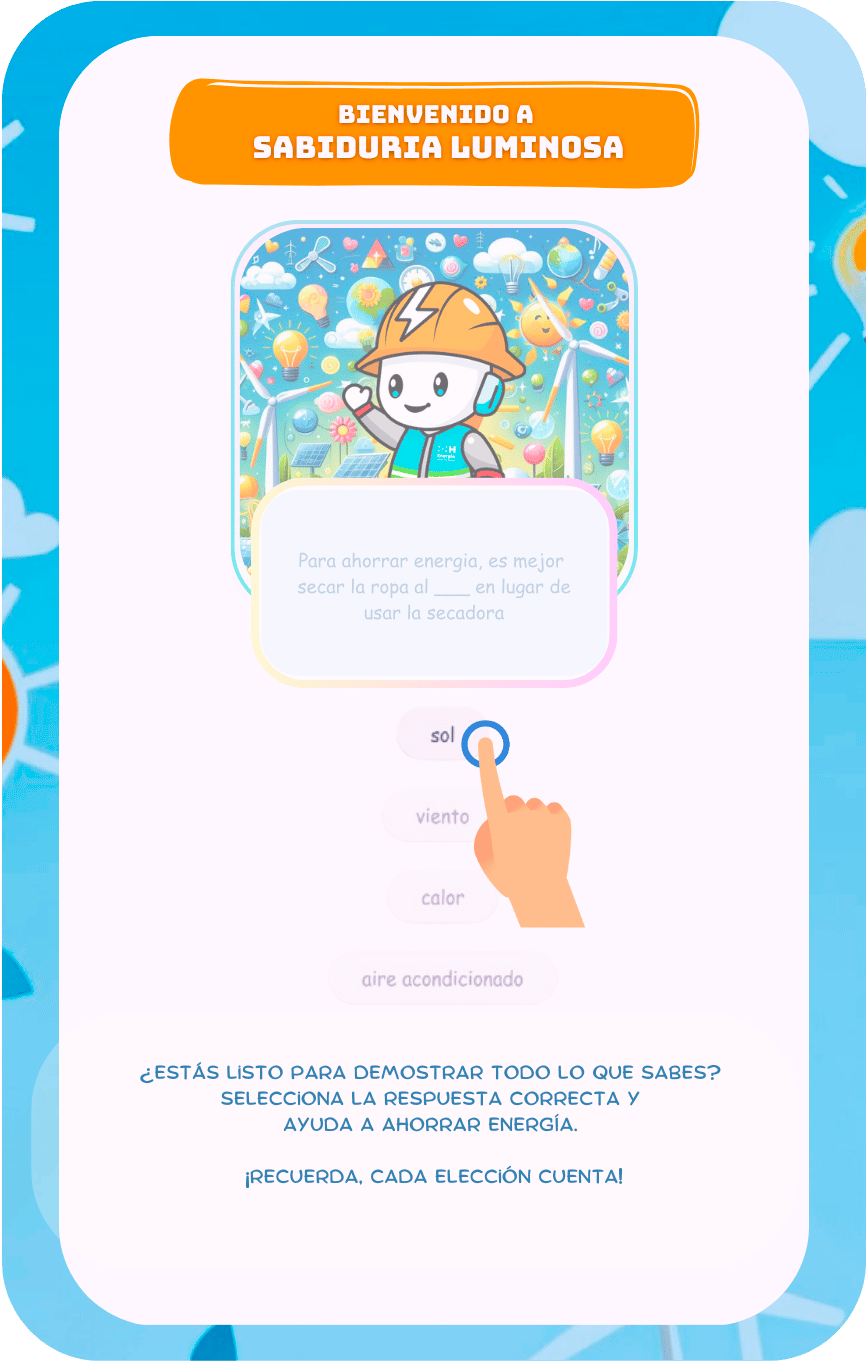 BIENVENIDO A
SABIDURIA LUMINOSA
Energía
Para ahorrar energia, es mejor
secar la ropa al ___ en lugar de
usar la secadora
sol
viento
calor
aire acondicionado
¿ESTÁS LISTO PARA DEMOSTRAR TODO LO QUE SABES?
SELECCIONA LA RESPUESTA CORRECTA Y
AYUDA A AHORRAR ENERGÍA.
¡RECUERDA, CADA ELECCIÓN CUENTA!